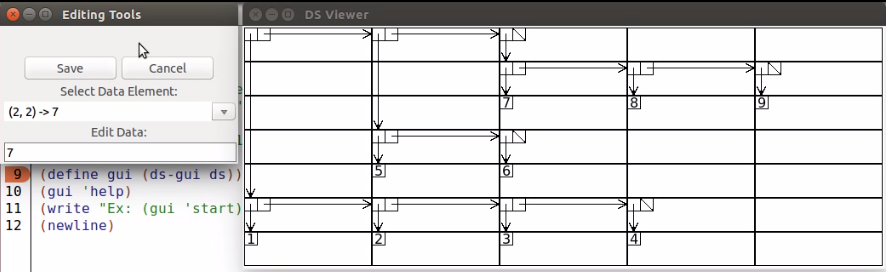 Editing Tools
Save Cancel
Select Data Element:
(2, 2) -> 7
Edit Data:
7
9 (define gui (ds-gui ds))
10 (gui 'help)
11 (write "Ex: (gui 'start)
12 (newline)
DS Viewer
7 8 9
5 6
1 2 3 4